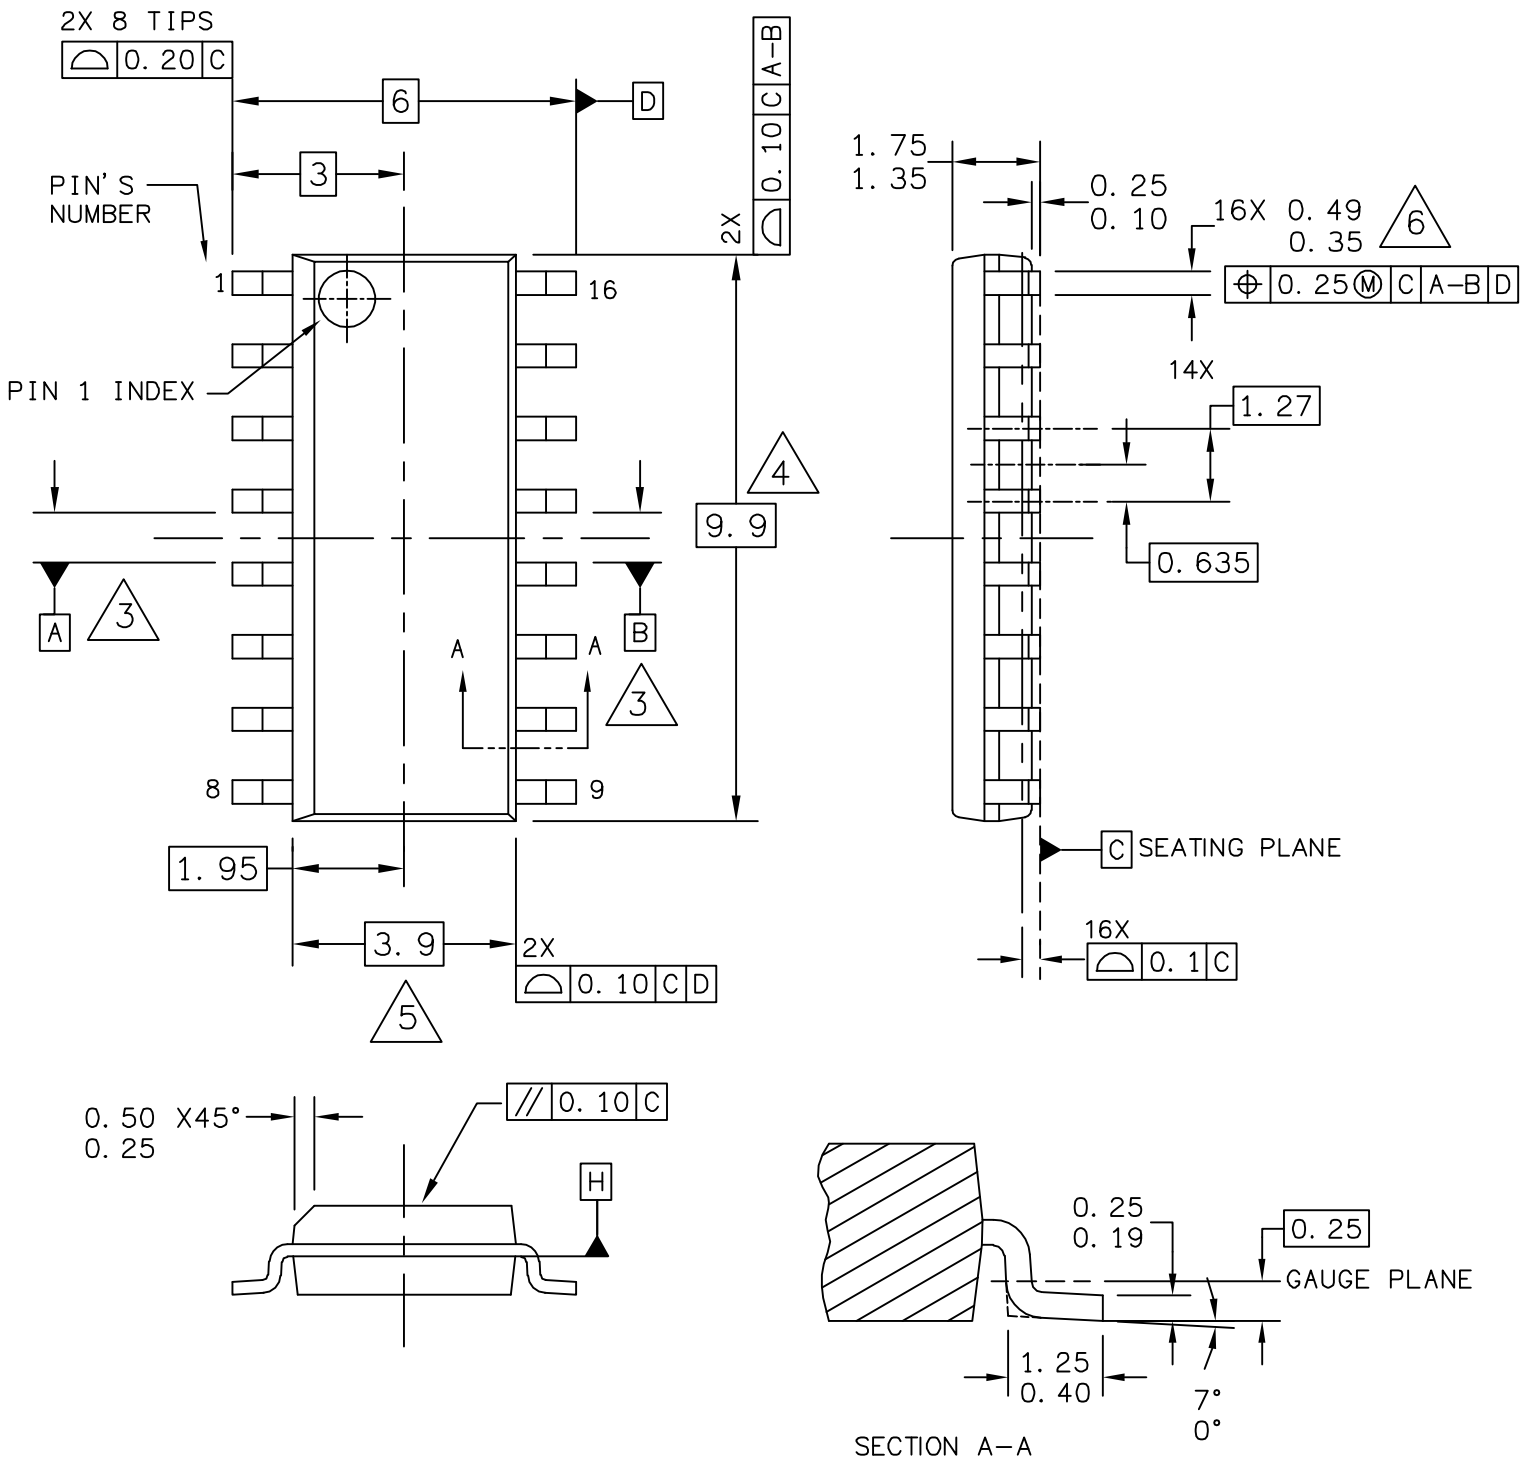 2X 8 TIPS
0.20 C
6
D
3
PIN'S
NUMBER
2X
0.10 C A-B
1
16
PIN 1 INDEX
4
9.9
A
3
B
3
A
A
8
9
1.95
3.9
5
2X
0.10 C D
1.75
1.35
0.25
0.10
16X 0.49
0.35
6
0.25 M C A-B D
14X
1.27
0.635
C SEATING PLANE
16X
0.1 C
0.50 X45°
0.25
// 0.10 C
H
0.25
0.19
0.25
GAUGE PLANE
1.25
0.40
7°
0°
SECTION A-A